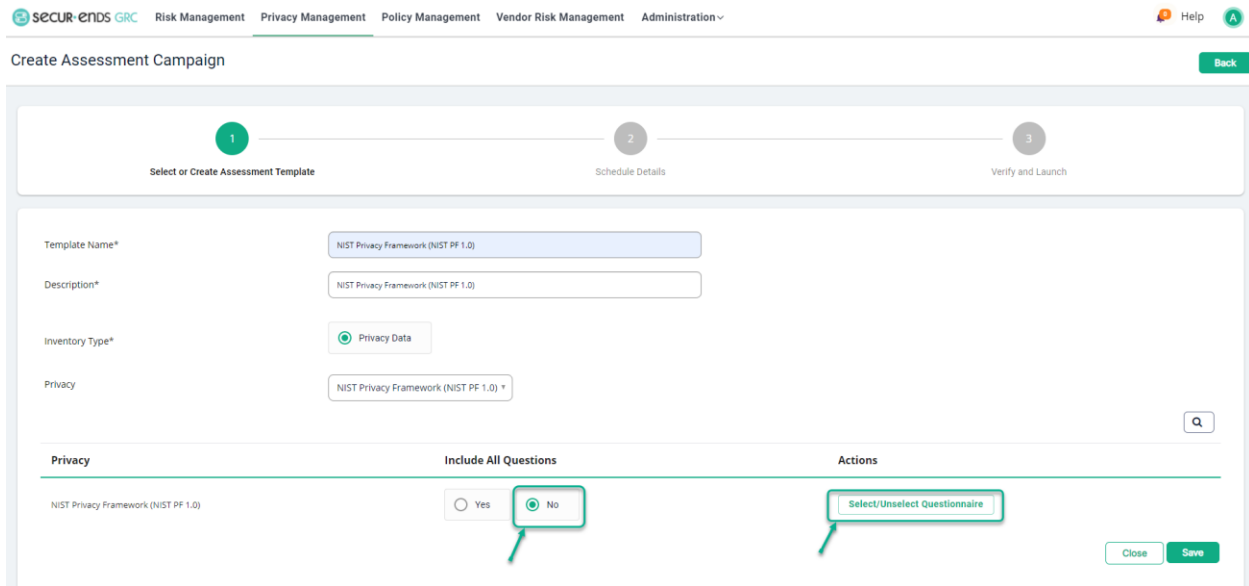 SECUR·ENDS GRC Risk Management Privacy Management Policy Management Vendor Risk Management Administration Help A
Create Assessment Campaign Back
1 2 3
Select or Create Assessment Template Schedule Details Verify and Launch
Template Name* NIST Privacy Framework (NIST PF 1.0)
Description* NIST Privacy Framework (NIST PF 1.0)
Inventory Type* Privacy Data
Privacy NIST Privacy Framework (NIST PF 1.0)
Privacy Include All Questions Actions
NIST Privacy Framework (NIST PF 1.0) Yes No Select/Unselect Questionnaire
Close Save